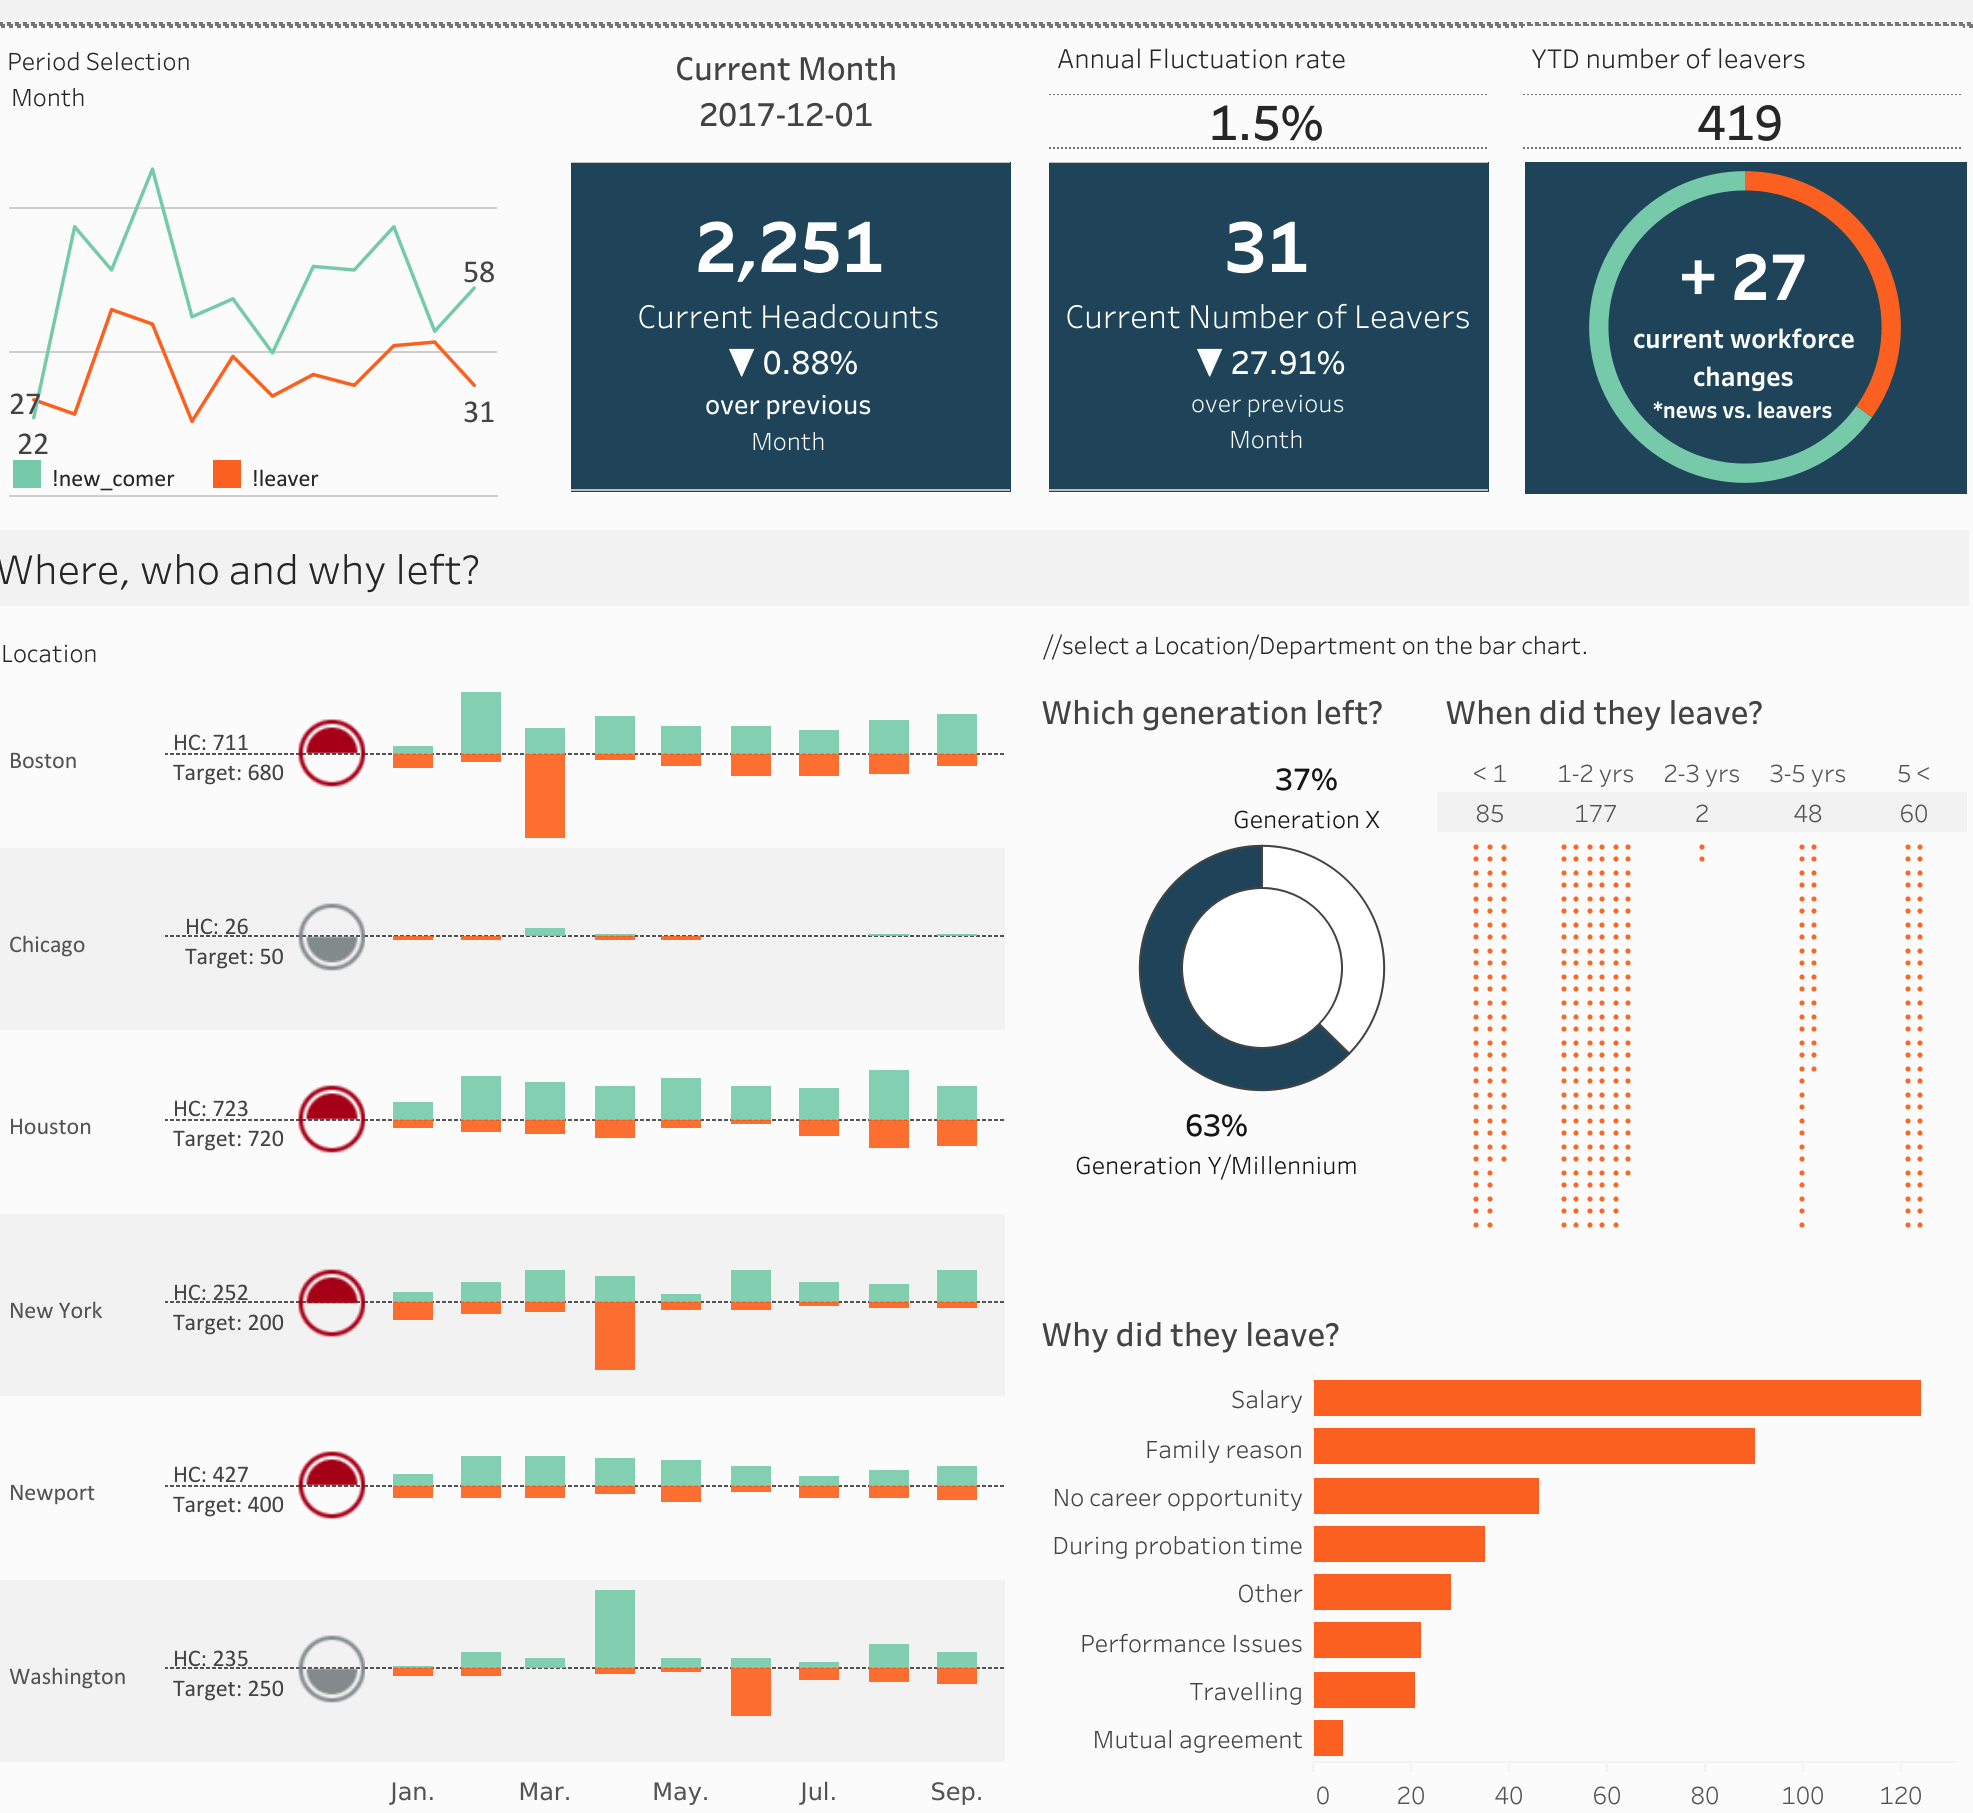 Period Selection
Month
27
22
58
31
!new_comer
!leaver
Current Month
2017-12-01
2,251
Current Headcounts
▼ 0.88%
over previous
Month
Annual Fluctuation rate
1.5%
31
Current Number of Leavers
▼ 27.91%
over previous
Month
YTD number of leavers
419
+ 27
current workforce
changes
*news vs. leavers
Where, who and why left?
Location
Boston
HC: 711
Target: 680
Chicago
HC: 26
Target: 50
Houston
HC: 723
Target: 720
New York
HC: 252
Target: 200
Newport
HC: 427
Target: 400
Washington
HC: 235
Target: 250
Jan. Mar. May. Jul. Sep.
//select a Location/Department on the bar chart.
Which generation left?
37%
Generation X
63%
Generation Y/Millennium
When did they leave?
< 1 1-2 yrs 2-3 yrs 3-5 yrs 5 <
85 177 2 48 60
Why did they leave?
Salary
Family reason
No career opportunity
During probation time
Other
Performance Issues
Travelling
Mutual agreement
0 20 40 60 80 100 120